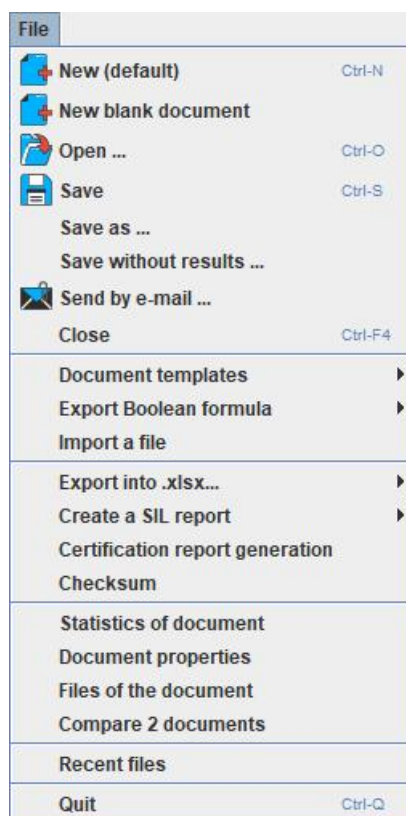 File
New (default) Ctrl-N
New blank document
Open ... Ctrl-O
Save Ctrl-S
Save as ...
Save without results ...
Send by e-mail ...
Close Ctrl-F4
Document templates
Export Boolean formula
Import a file
Export into .xlsx...
Create a SIL report
Certification report generation
Checksum
Statistics of document
Document properties
Files of the document
Compare 2 documents
Recent files
Quit Ctrl-Q